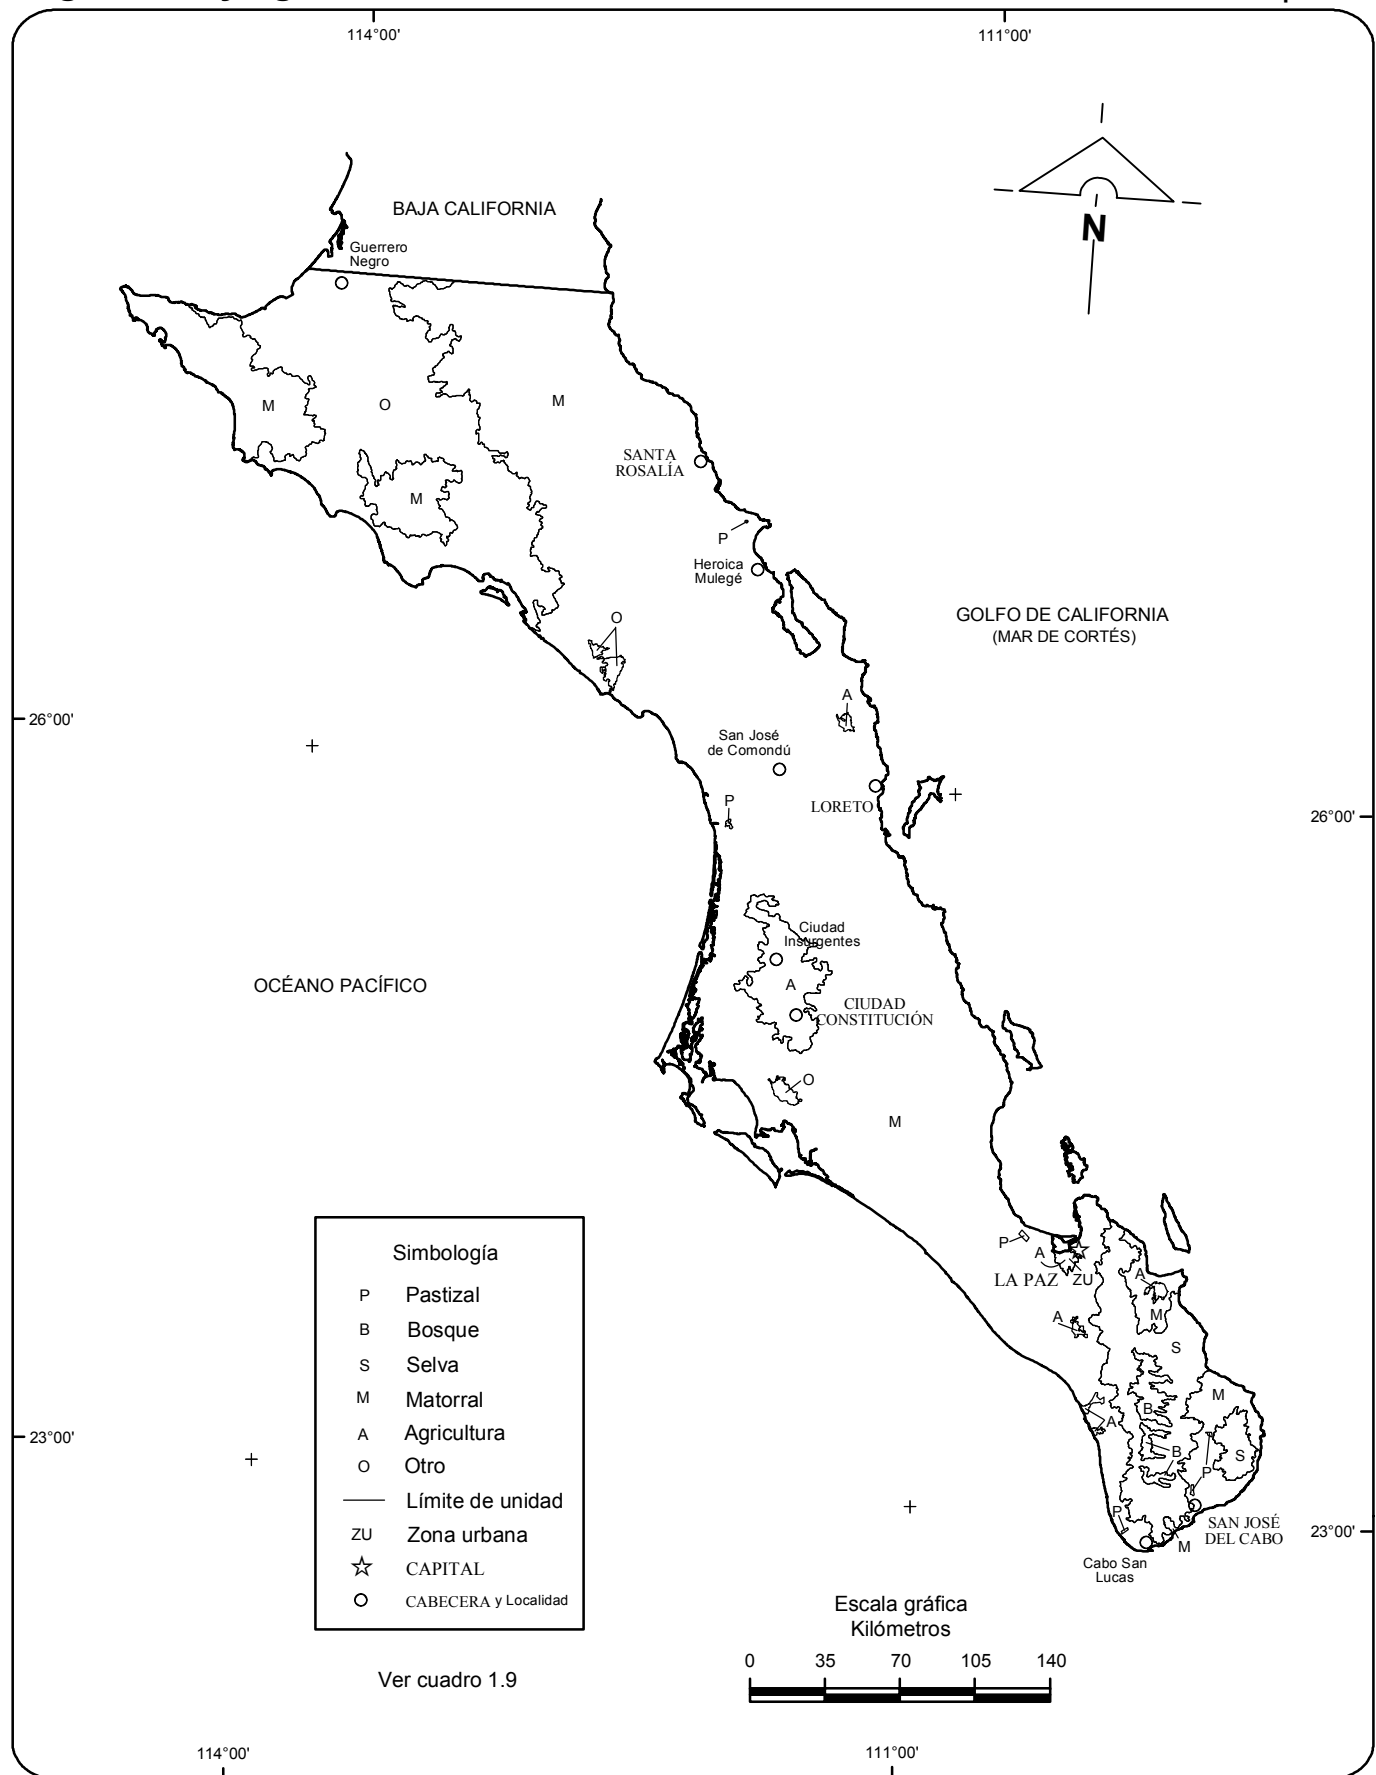 114°00'
111°00'
N
BAJA CALIFORNIA
Guerrero
Negro
M
O
M
SANTA
ROSALÍA
M
P
Heroica
Mulegé
O
GOLFO DE CALIFORNIA
(MAR DE CORTÉS)
A
26°00'
San José
de Comondú
P
LORETO
26°00'
Ciudad
Insurgentes
OCÉANO PACÍFICO
A
CIUDAD
CONSTITUCIÓN
O
M
P
A
LA PAZ
ZU
A
M
A
S
M
B
A
B
S
P
P
SAN JOSÉ
DEL CABO
M
Cabo San
Lucas
23°00'
23°00'
Simbología
P Pastizal
B Bosque
S Selva
M Matorral
A Agricultura
O Otro
Límite de unidad
ZU Zona urbana
CAPITAL
CABECERA y Localidad
Ver cuadro 1.9
Escala gráfica
Kilómetros
0 35 70 105 140
114°00'
111°00'